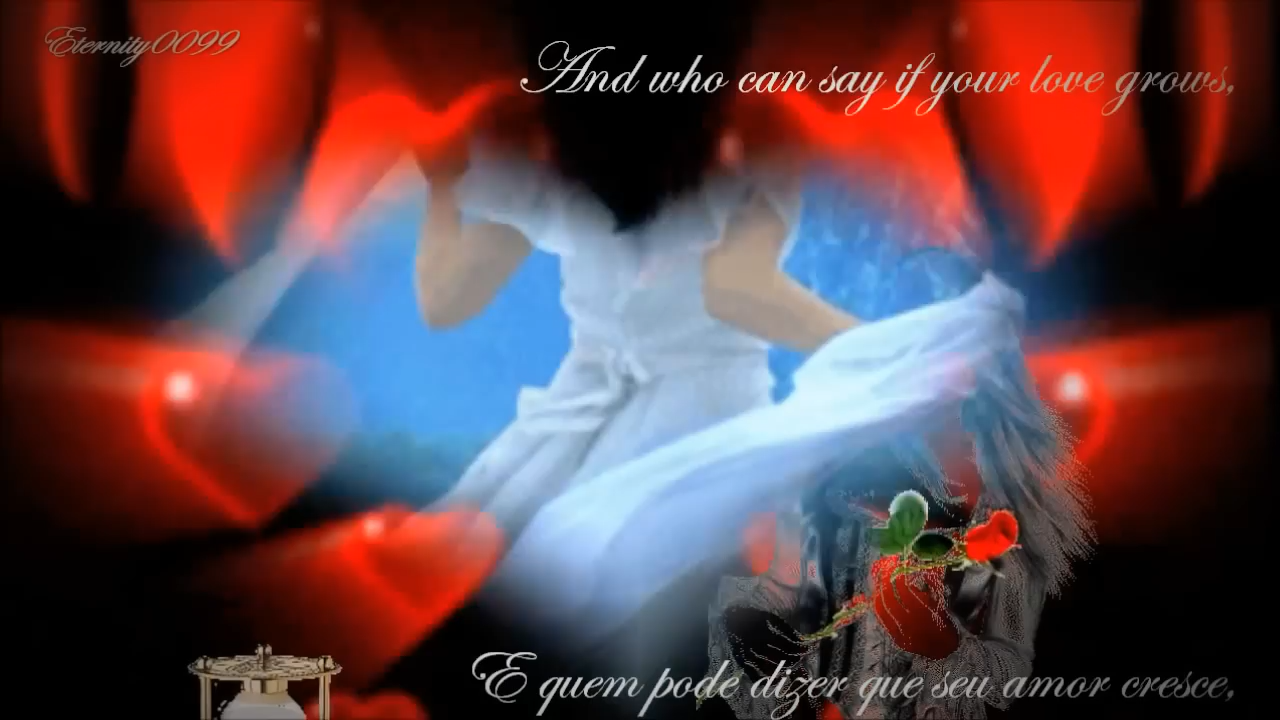 Eternity0099
And who can say if your love grows,
E quem pode dizer que seu amor cresce,